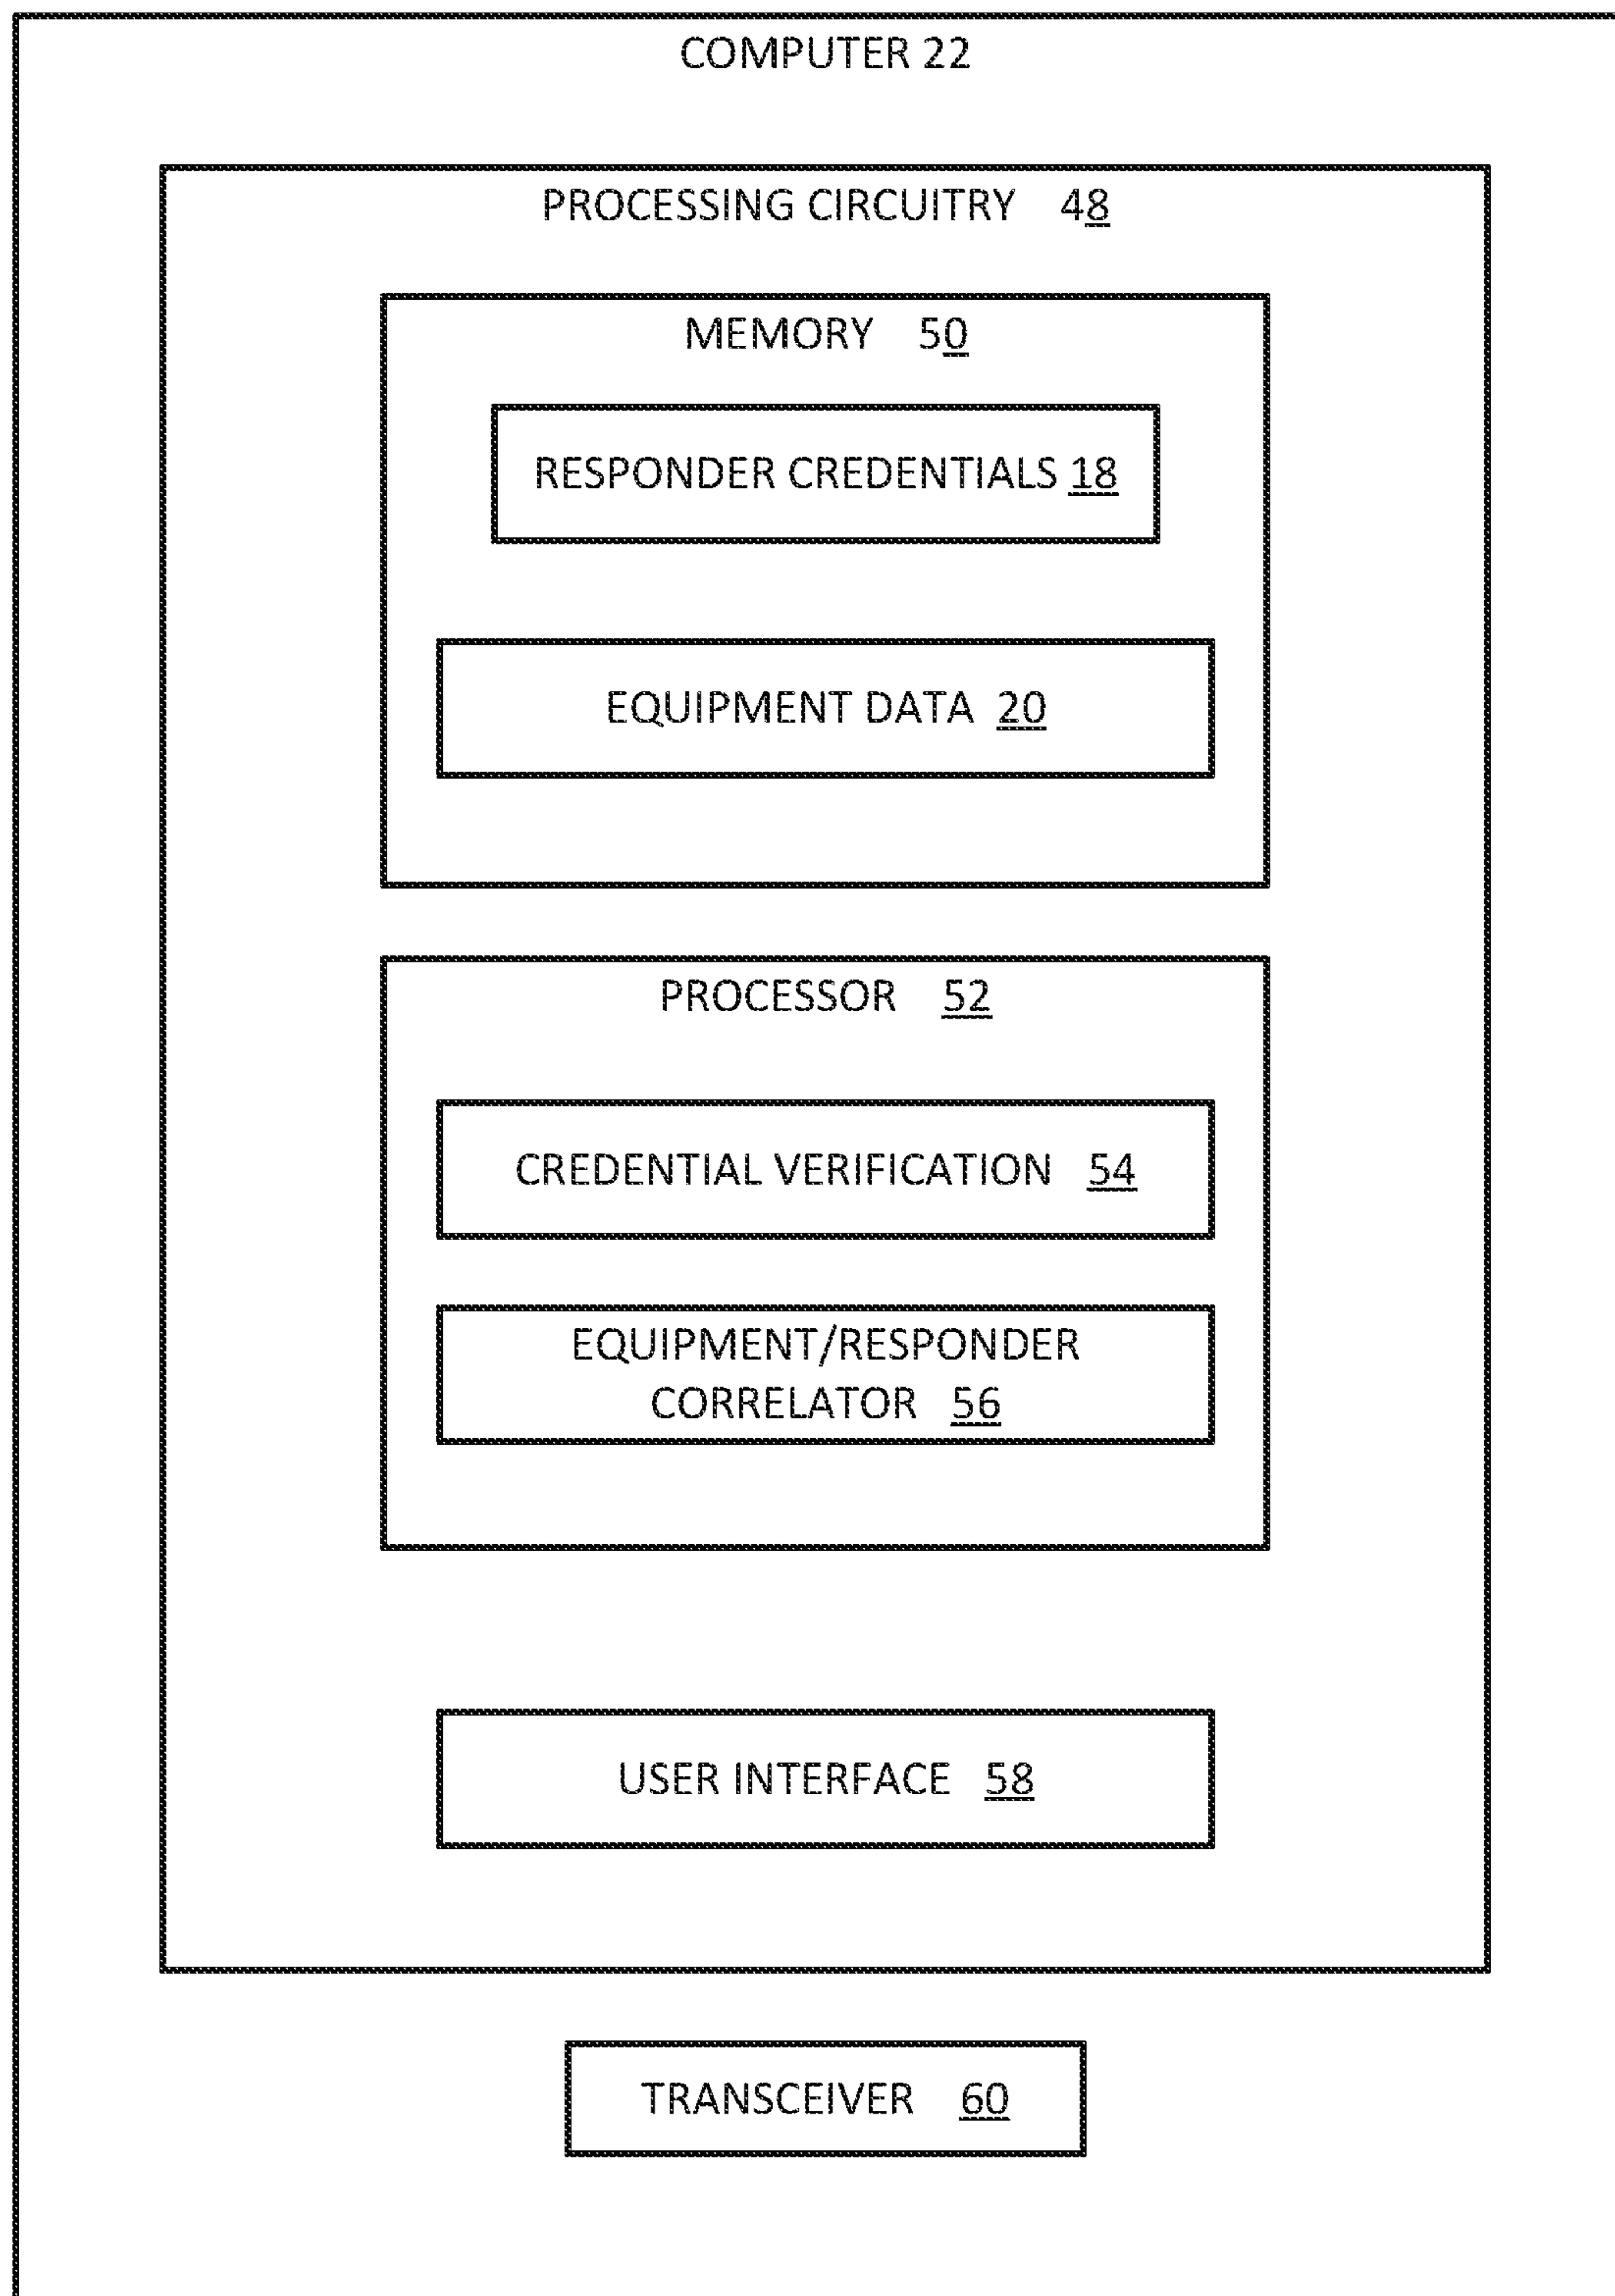 COMPUTER 22
PROCESSING CIRCUITRY 48
MEMORY 50
RESPONDER CREDENTIALS 18
EQUIPMENT DATA 20
PROCESSOR 52
CREDENTIAL VERIFICATION 54
EQUIPMENT/RESPONDER
CORRELATOR 56
USER INTERFACE 58
TRANSCEIVER 60